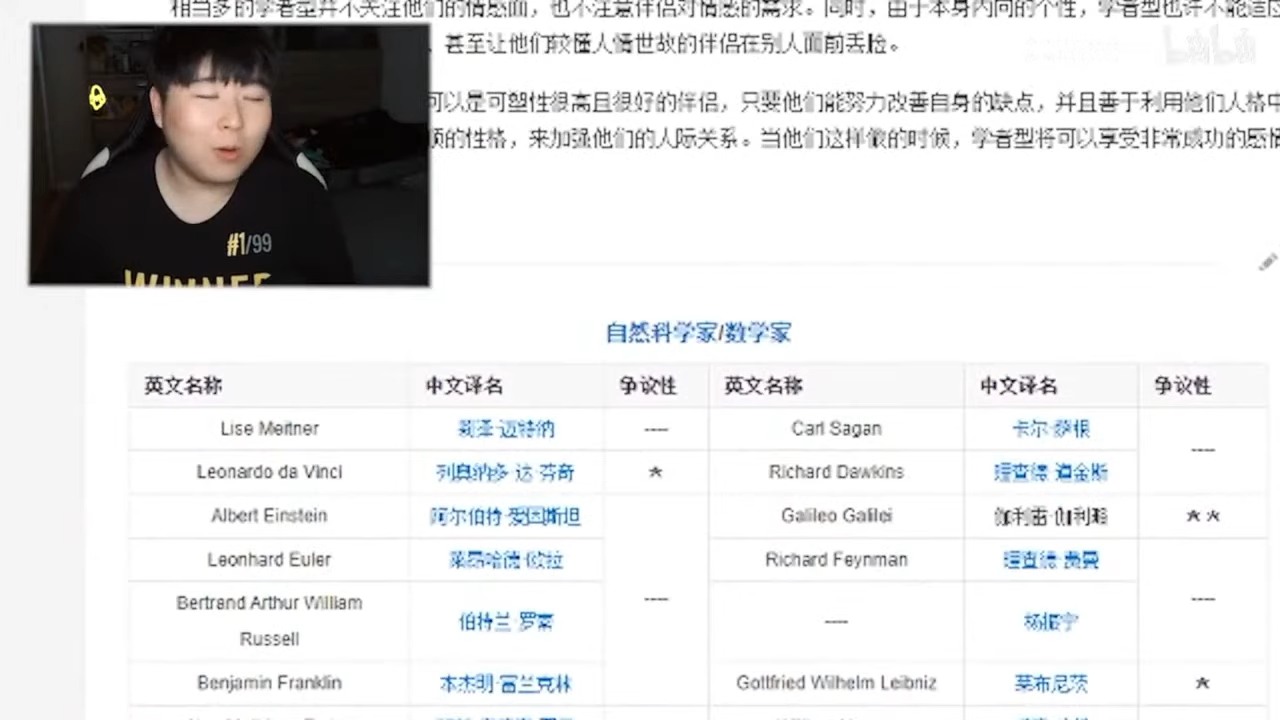 相当多的学者型并不关注他们的情感面，也不注意伴侣对情感的需求。同时，由于本身内向的个性，学者型也许不能适应
、甚至让他们较懂人情世故的伴侣在别人面前丢脸。
可以是可塑性很高且很好的伴侣，只要他们能努力改善自身的缺点，并且善于利用他们人格中
的性格，来加强他们的人际关系。当他们这样做的时候，学者型将可以享受非常成功的感情
#1/99
WINNER
自然科学家/数学家
英文名称 中文译名 争议性 英文名称 中文译名 争议性
Lise Meitner 莉泽·迈特纳 ---- Carl Sagan 卡尔·萨根 ----
Leonardo da Vinci 列奥纳多·达·芬奇 ★ Richard Dawkins 理查德·道金斯
Albert Einstein 阿尔伯特·爱因斯坦 Galileo Galilei 伽利雷·伽利略 ★★
Leonhard Euler 莱昂哈德·欧拉 Richard Feynman 理查德·费曼
Bertrand Arthur William
Russell 伯特兰·罗素 ---- ---- 杨振宁 ----
Benjamin Franklin 本杰明·富兰克林 Gottfried Wilhelm Leibniz 莱布尼茨 ★